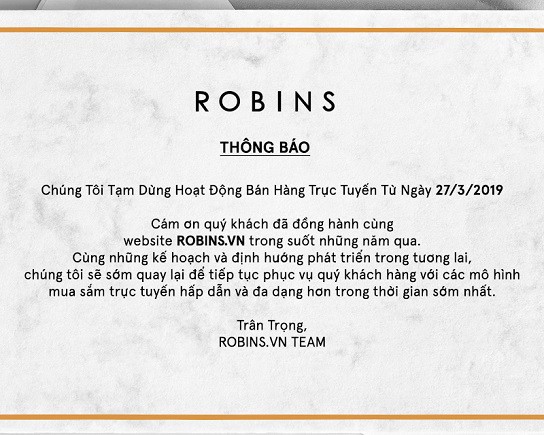 ROBINS
THÔNG BÁO
Chúng Tôi Tạm Dừng Hoạt Động Bán Hàng Trực Tuyến Từ Ngày 27/3/2019
Cám ơn quý khách đã đồng hành cùng
website ROBINS.VN trong suốt những năm qua.
Cùng những kế hoạch và định hướng phát triển trong tương lai,
chúng tôi sẽ sớm quay lại để tiếp tục phục vụ quý khách hàng với các mô hình
mua sắm trực tuyến hấp dẫn và đa dạng hơn trong thời gian sớm nhất.
Trân Trọng,
ROBINS.VN TEAM